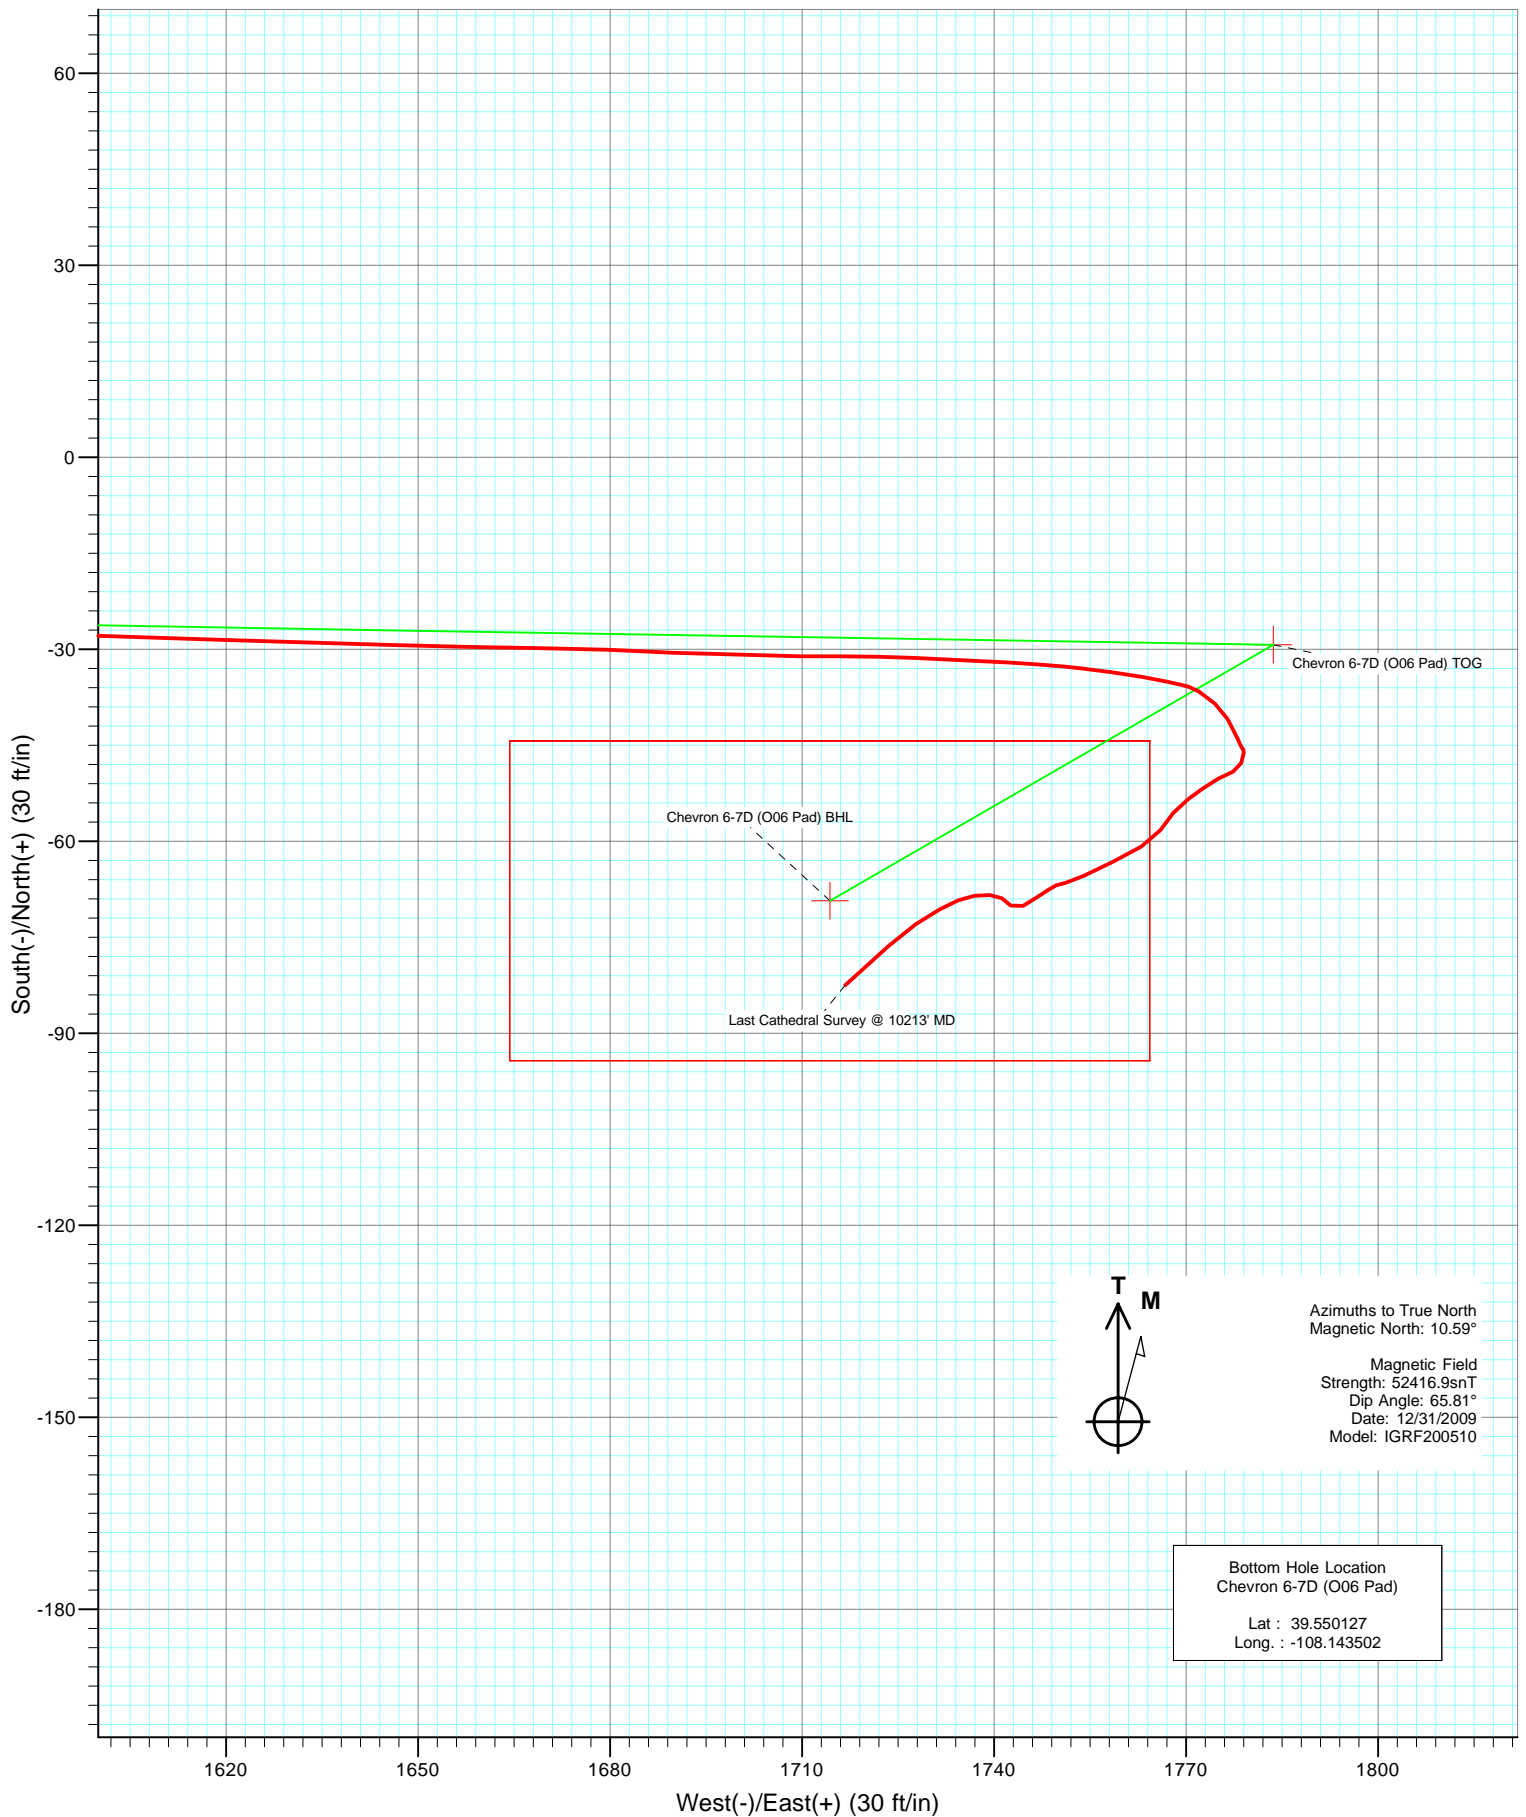 60
30
0
-30
-60
-90
-120
-150
-180
South(-)/North(+) (30 ft/in)
Chevron 6-7D (O06 Pad) TOG
Chevron 6-7D (O06 Pad) BHL
Last Cathedral Survey @ 10213' MD
T
M
Azimuths to True North
Magnetic North: 10.59°
Magnetic Field
Strength: 52416.9snT
Dip Angle: 65.81°
Date: 12/31/2009
Model: IGRF200510
Bottom Hole Location
Chevron 6-7D (O06 Pad)
Lat : 39.550127
Long. : -108.143502
1620 1650 1680 1710 1740 1770 1800
West(-)/East(+) (30 ft/in)